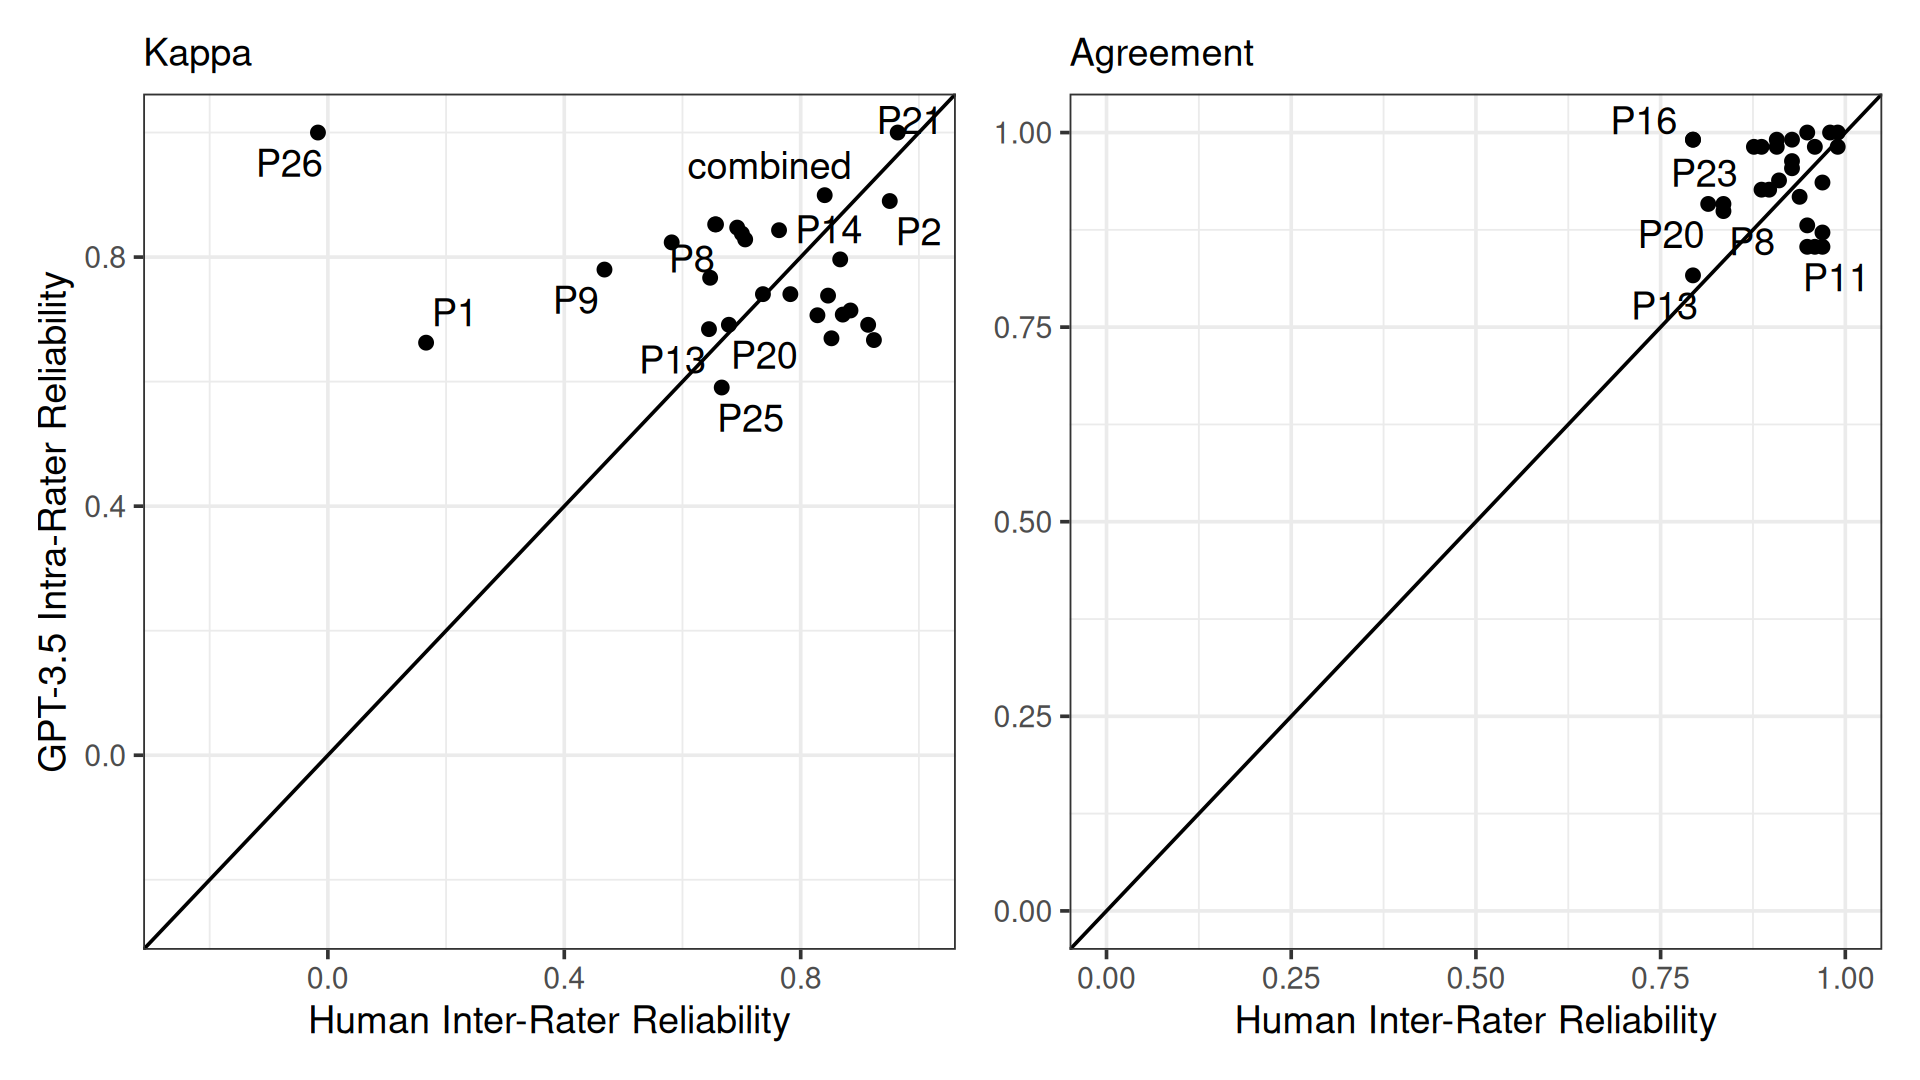 Kappa
P21
P26
combined
P14
P2
P8
P9
P1
P13
P20
P25
0.8
0.4
0.0
0.0
0.4
0.8
Human Inter-Rater Reliability
GPT-3.5 Intra-Rater Reliability
Agreement
P16
P23
P20
P8
P11
P13
1.00
0.75
0.50
0.25
0.00
0.00
0.25
0.50
0.75
1.00
Human Inter-Rater Reliability